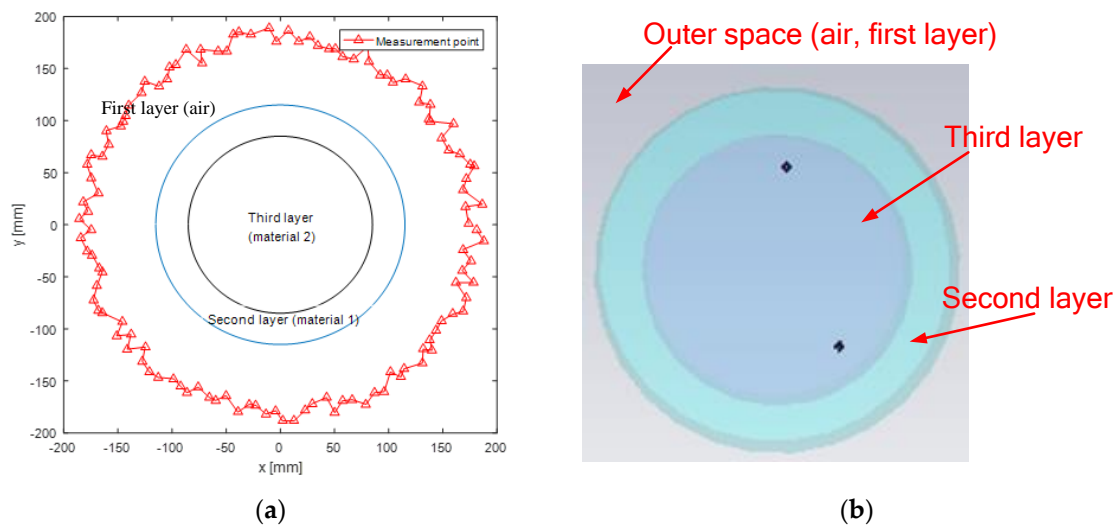 Measurement point
First layer (air)
Third layer
(material 2)
Second layer (material 1)
200
150
100
50
0
-50
-100
-150
-200
y [mm]
-200
-150
-100
-50
0
50
100
150
200
x [mm]
(a)
Outer space (air, first layer)
Third layer
Second layer
(b)